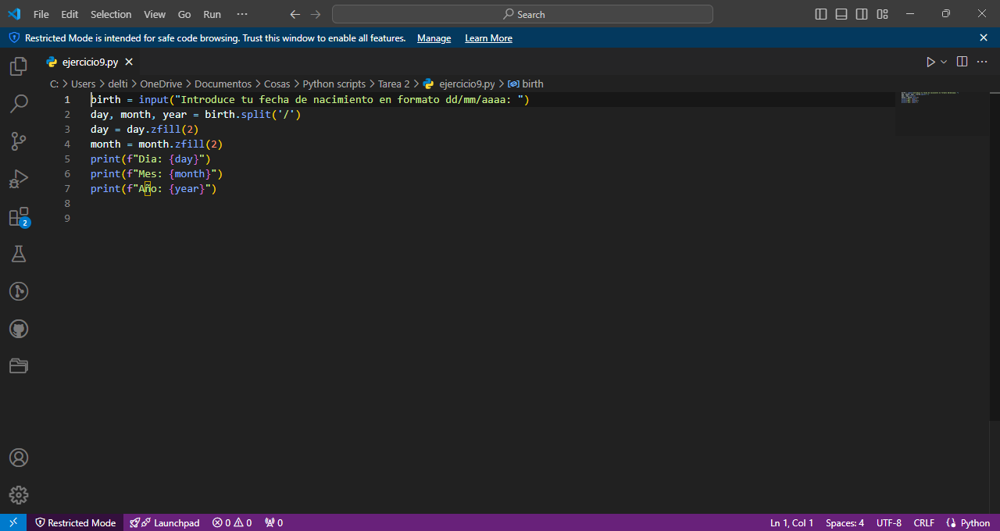 File Edit Selection View Go Run ··· Search
Restricted Mode is intended for safe code browsing. Trust this window to enable all features. Manage Learn More
ejercicio9.py
C: > Users > delti > OneDrive > Documentos > Cosas > Python scripts > Tarea 2 > ejercicio9.py > birth
1 birth = input("Introduce tu fecha de nacimiento en formato dd/mm/aaaa: ")
2 day, month, year = birth.split('/')
3 day = day.zfill(2)
4 month = month.zfill(2)
5 print(f"Dia: {day}")
6 print(f"Mes: {month}")
7 print(f"Año: {year}")
8
9
2
Restricted Mode Launchpad 0 0 0 Ln 1, Col 1 Spaces: 4 UTF-8 CRLF Python